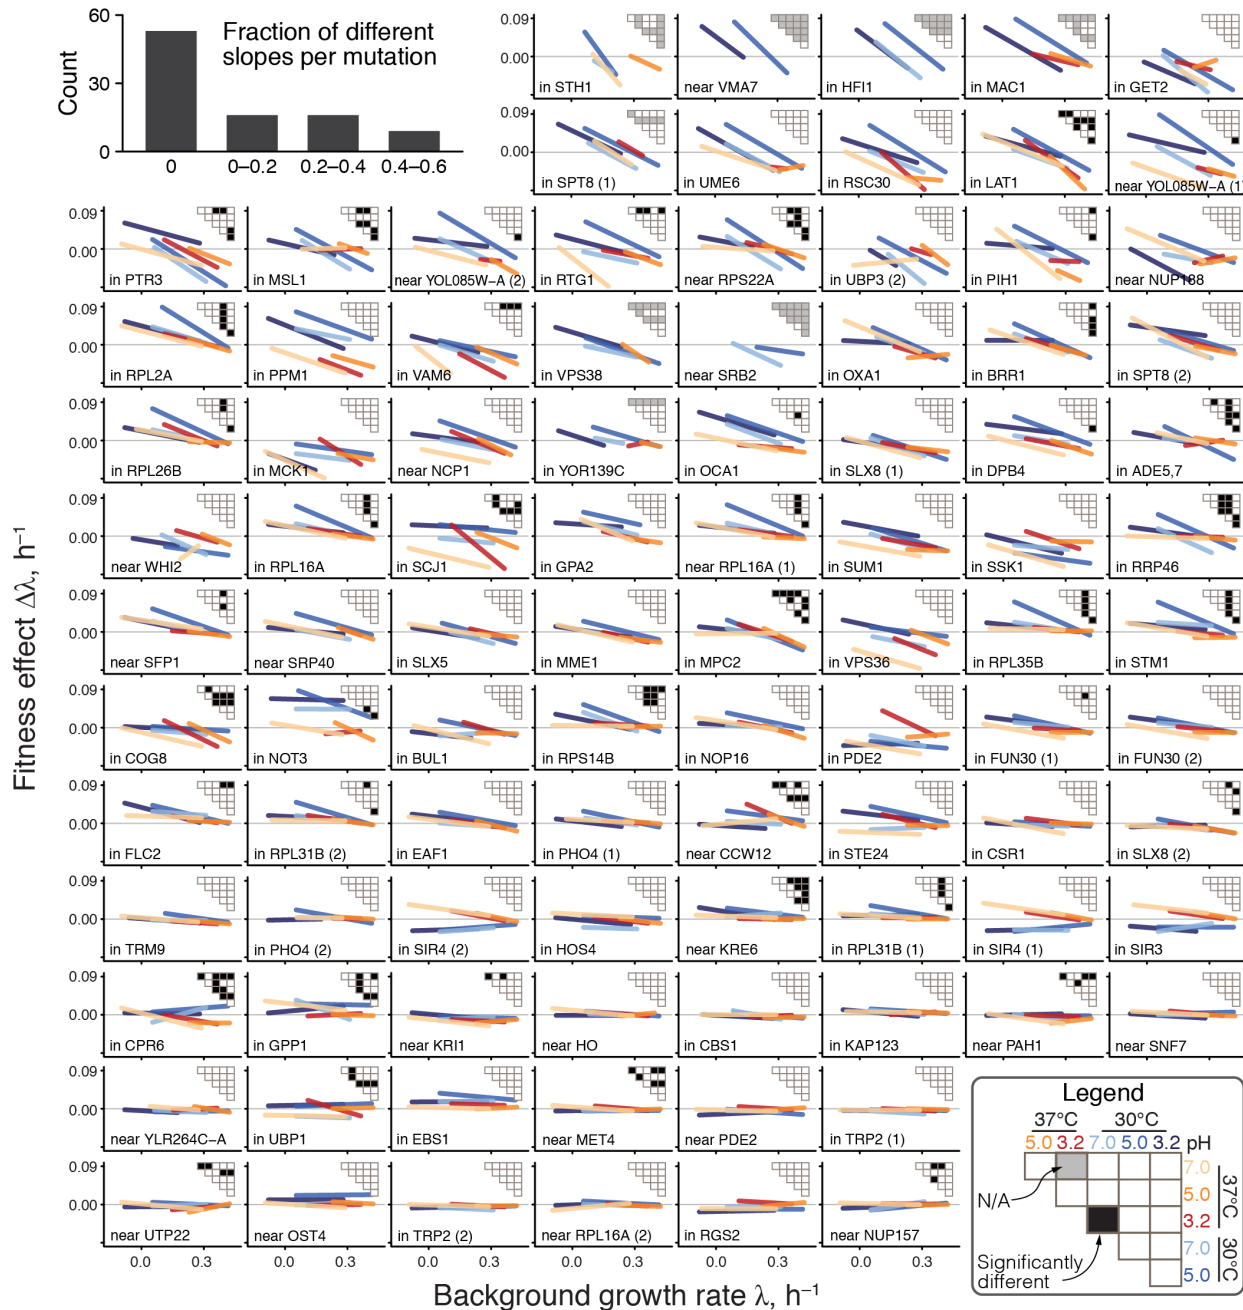 60
30
0
Count
Fraction of different
slopes per mutation
0
0–0.2
0.2–0.4
0.4–0.6
0.09
0.00
in STH1
near VMA7
in HFI1
in MAC1
in GET2
0.09
0.00
in SPT8 (1)
in UME6
in RSC30
in LAT1
near YOL085W–A (1)
0.09
0.00
in PTR3
in MSL1
near YOL085W–A (2)
in RTG1
near RPS22A
in UBP3 (2)
in PIH1
near NUP188
0.09
0.00
in RPL2A
in PPM1
in VAM6
in VPS38
near SRB2
in OXA1
in BRR1
in SPT8 (2)
0.09
0.00
in RPL26B
in MCK1
near NCP1
in YOR139C
in OCA1
in SLX8 (1)
in DPB4
in ADE5,7
0.09
0.00
near WHI2
in RPL16A
in SCJ1
in GPA2
near RPL16A (1)
in SUM1
in SSK1
in RRP46
0.09
0.00
near SFP1
near SRP40
in SLX5
in MME1
in MPC2
in VPS36
in RPL35B
in STM1
0.09
0.00
in COG8
in NOT3
in BUL1
in RPS14B
in NOP16
in PDE2
in FUN30 (1)
in FUN30 (2)
0.09
0.00
in FLC2
in RPL31B (2)
in EAF1
in PHO4 (1)
near CCW12
in STE24
in CSR1
in SLX8 (2)
0.09
0.00
in TRM9
in PHO4 (2)
in SIR4 (2)
in HOS4
near KRE6
in RPL31B (1)
in SIR4 (1)
in SIR3
0.09
0.00
in CPR6
in GPP1
near KRI1
near HO
in CBS1
in KAP123
near PAH1
near SNF7
0.09
0.00
near YLR264C–A
in UBP1
in EBS1
near MET4
near PDE2
in TRP2 (1)
0.09
0.00
near UTP22
near OST4
in TRP2 (2)
near RPL16A (2)
in RGS2
near NUP157
0.0 0.3 0.0 0.3 0.0 0.3 0.0 0.3 0.0 0.3 0.0 0.3
Fitness effect Δλ, h⁻¹
Background growth rate λ, h⁻¹
Legend
37°C 30°C
5.0 3.2 7.0 5.0 3.2 pH
7.0
5.0
3.2
7.0
5.0
37°C
30°C
N/A
Significantly
different